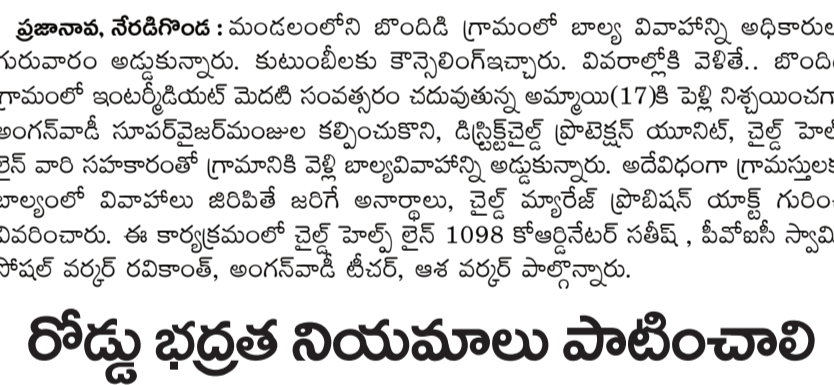 ప్రజానావ, నేరడిగొండ : మండలంలోని బొందిడి గ్రామంలో బాల్య వివాహాన్ని అధికారుల
గురువారం అడ్డుకున్నారు. కుటుంబీలకు కౌన్సెలింగ్ఇచ్చారు. వివరాల్లోకి వెళితే.. బొంది
గ్రామంలో ఇంటర్మీడియట్ మెదటి సంవత్సరం చదువుతున్న అమ్మాయి(17)కి పెళ్లి నిశ్చయించగ
అంగన్‌వాడీ సూపర్‌వైజర్‌మంజుల కల్పించుకొని, డిస్ట్రిక్ట్‌చైల్డ్ ప్రొటెక్షన్ యూనిట్, చైల్డ్ హెల్
లైన్ వారి సహకారంతో గ్రామానికి వెళ్లి బాల్యవివాహాన్ని అడ్డుకున్నారు. అదేవిధంగా గ్రామస్తులక
బాల్యంలో వివాహాలు జిరిపితే జరిగే అనార్థాలు, చైల్డ్ మ్యారేజ్ ప్రొబిషన్ యాక్ట్ గురిం
వివరించారు. ఈ కార్యక్రమంలో చైల్డ్ హెల్ప్ లైన్ 1098 కోఆర్డినేటర్ సతీష్ , పీవోఐసీ స్వామి
సోషల్ వర్కర్ రవికాంత్, అంగన్‌వాడీ టీచర్, ఆశ వర్కర్ పాల్గొన్నారు.
రోడ్డు భద్రత నియమాలు పాటించాలి